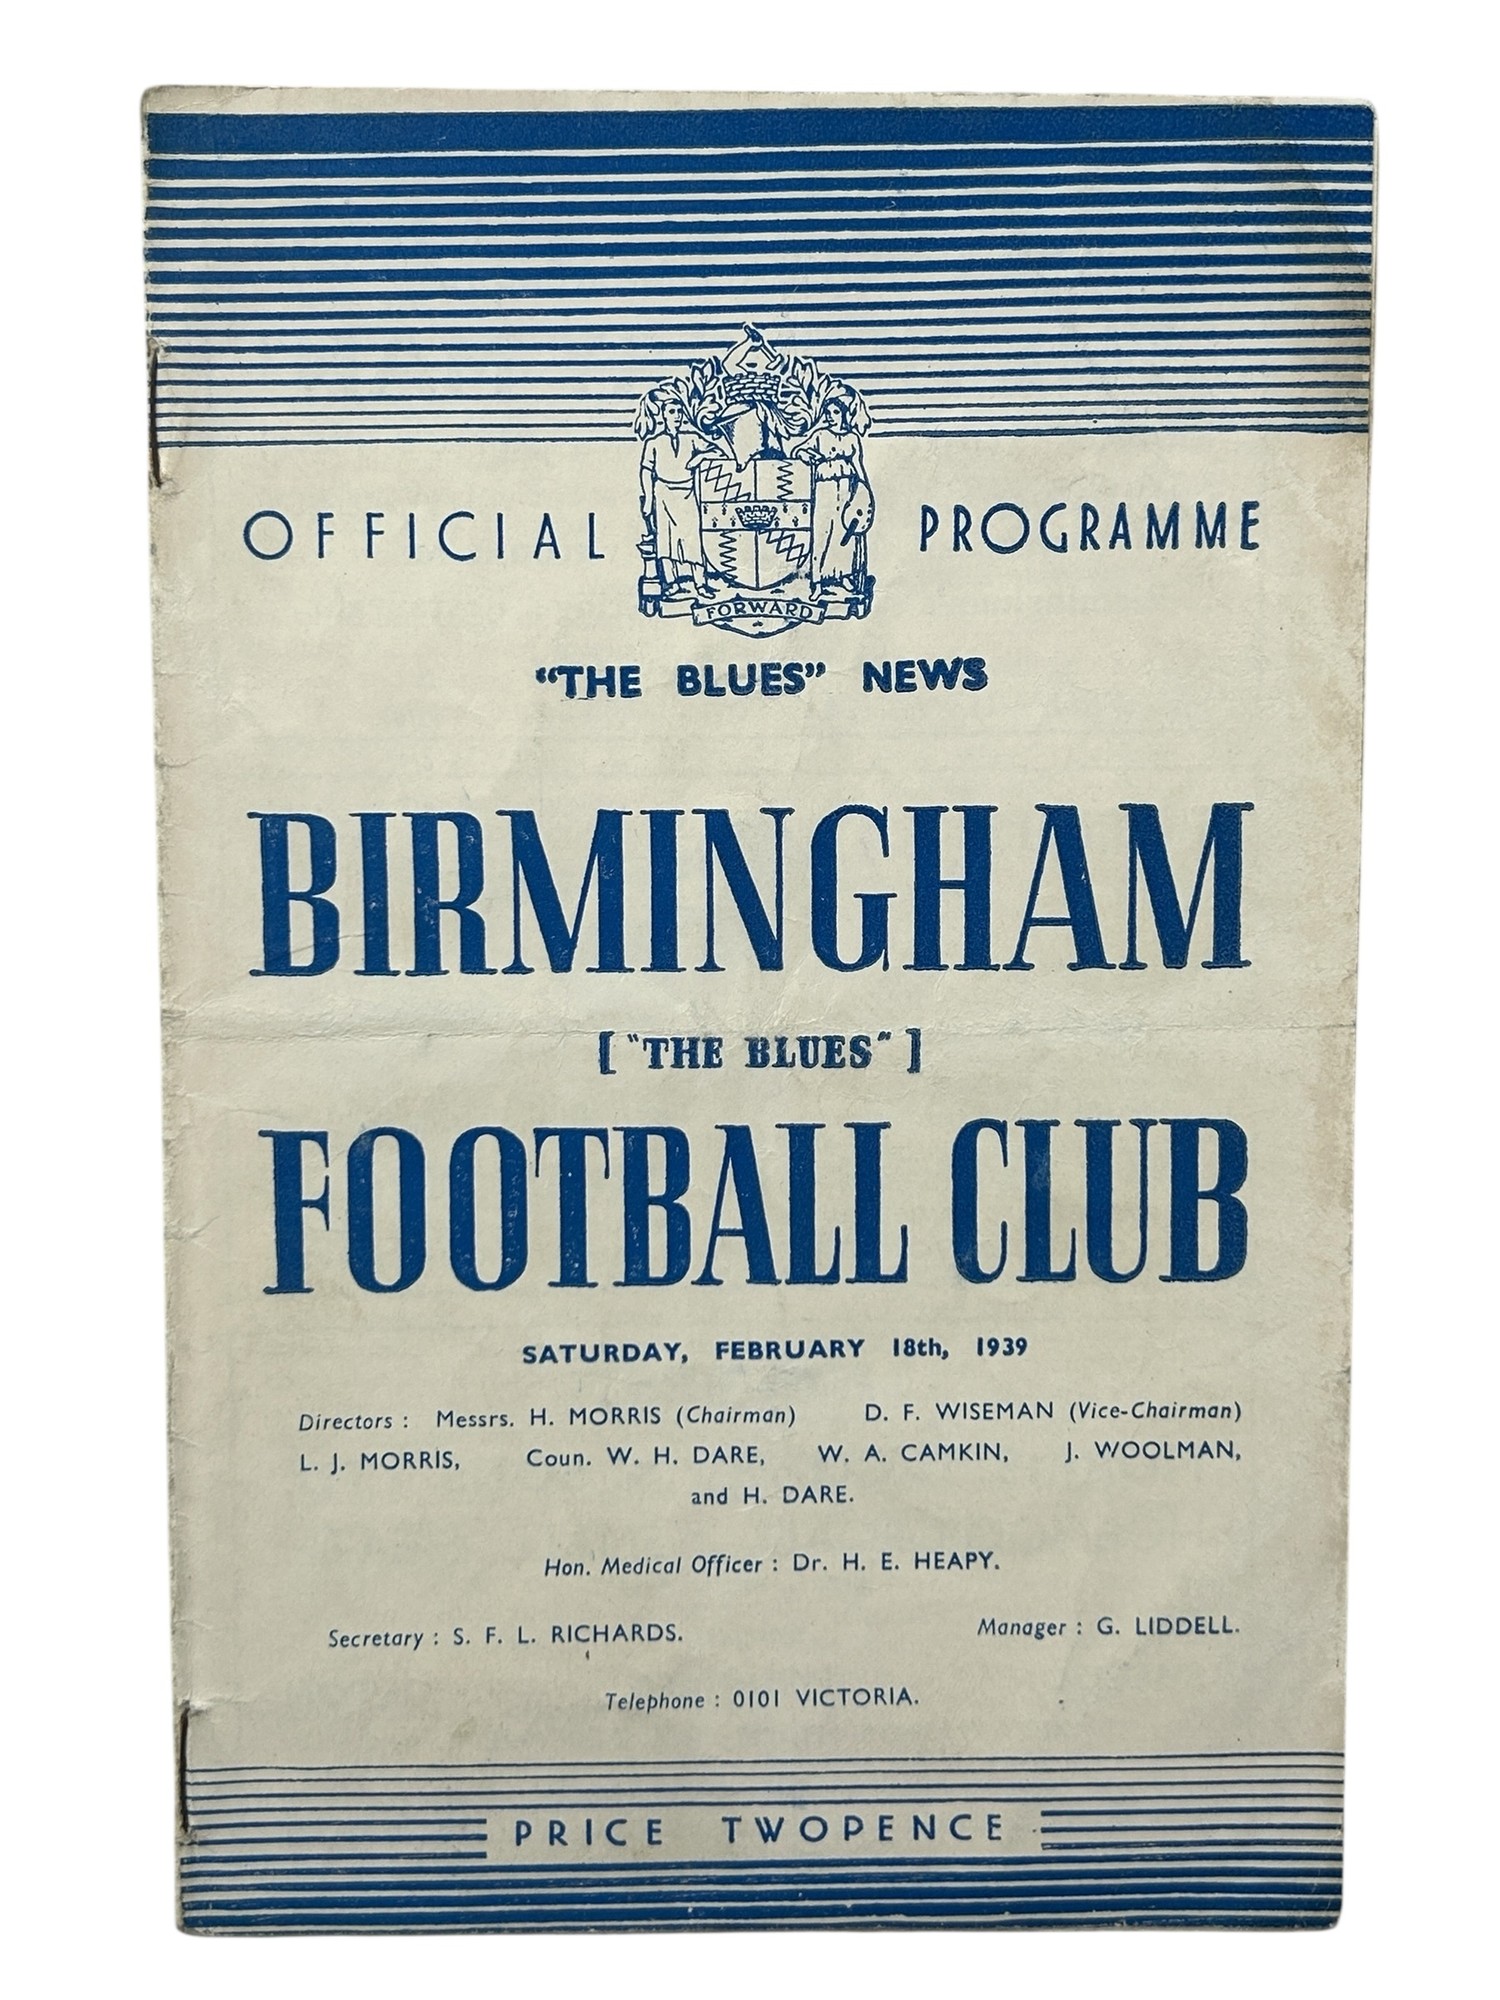 OFFICIAL PROGRAMME
FORWARD
"THE BLUES" NEWS
BIRMINGHAM
["THE BLUES"]
FOOTBALL CLUB
SATURDAY, FEBRUARY 18th, 1939
Directors : Messrs. H. MORRIS (Chairman) D. F. WISEMAN (Vice-Chairman)
L. J. MORRIS, Coun. W. H. DARE, W. A. CAMKIN, J. WOOLMAN,
and H. DARE.
Hon. Medical Officer : Dr. H. E. HEAPY.
Secretary : S. F. L. RICHARDS. Manager : G. LIDDELL.
Telephone : 0101 VICTORIA.
PRICE TWOPENCE